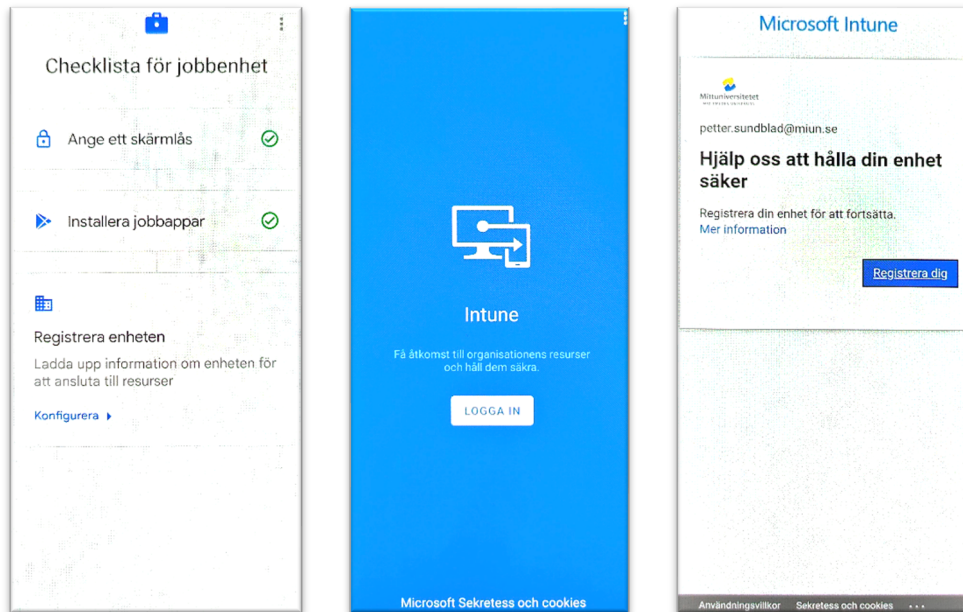 Checklista för jobbenhet
Ange ett skärmlås
Installera jobbappar
Registrera enheten
Ladda upp information om enheten för
att ansluta till resurser
Konfigurera
Intune
Få åtkomst till organisationens resurser
och håll dem säkra.
LOGGA IN
Microsoft Sekretess och cookies
Microsoft Intune
Mittuniversitetet
MID SWEDEN UNIVERSITY
petter.sundblad@miun.se
Hjälp oss att hålla din enhet
säker
Registrera din enhet för att fortsätta.
Mer information
Registrera dig
Användningsvillkor Sekretess och cookies ...